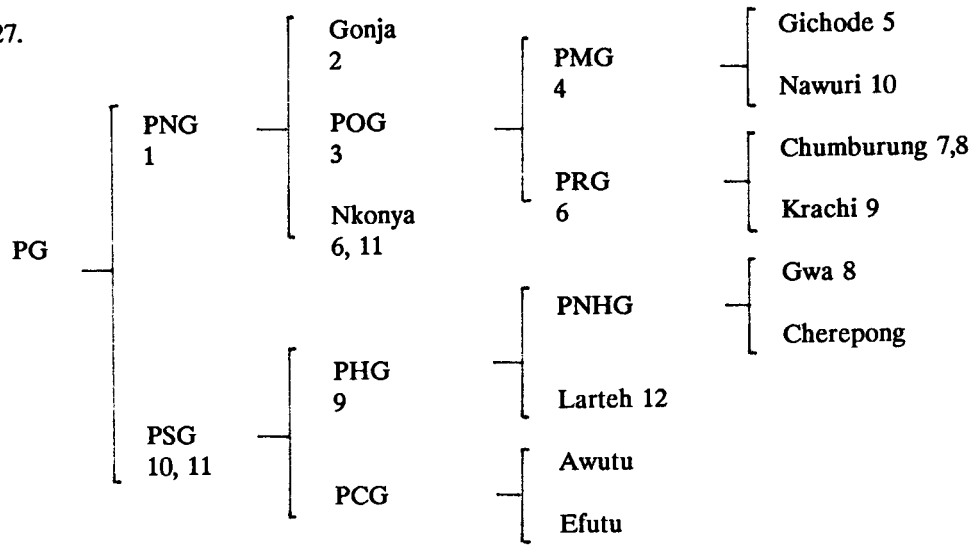 27.
PG
PNG
1
PSG
10, 11
Gonja
2
POG
3
Nkonya
6, 11
PHG
9
PCG
PMG
4
PRG
6
PNHG
Larteh 12
Awutu
Efutu
Gichode 5
Nawuri 10
Chumburung 7,8
Krachi 9
Gwa 8
Cherepong